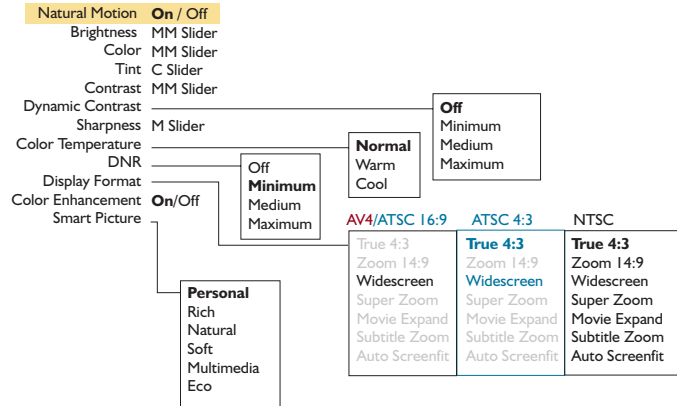 Natural Motion On / Off
Brightness MM Slider
Color MM Slider
Tint C Slider
Contrast MM Slider
Dynamic Contrast
Off
Minimum
Medium
Maximum
Sharpness M Slider
Color Temperature
Normal
Warm
Cool
DNR
Off
Minimum
Medium
Maximum
Display Format
AV4/ATSC 16:9
True 4:3
Zoom 14:9
Widescreen
Super Zoom
Movie Expand
Subtitle Zoom
Auto Screenfit
ATSC 4:3
True 4:3
Zoom 14:9
Widescreen
Super Zoom
Movie Expand
Subtitle Zoom
Auto Screenfit
NTSC
True 4:3
Zoom 14:9
Widescreen
Super Zoom
Movie Expand
Subtitle Zoom
Auto Screenfit
Color Enhancement On/Off
Smart Picture
Personal
Rich
Natural
Soft
Multimedia
Eco